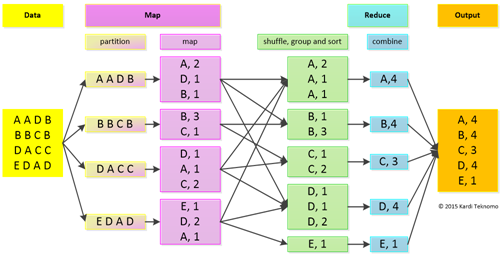 Data
Map
Reduce
Output
partition
map
shuffle, group and sort
combine
A A D B
B B C B
D A C C
E D A D
A A D B
B B C B
D A C C
E D A D
A, 2
D, 1
B, 1
B, 3
C, 1
D, 1
A, 1
C, 2
E, 1
D, 2
A, 1
A, 2
A, 1
A, 1
B, 1
B, 3
C, 1
C, 2
D, 1
D, 1
D, 2
E, 1
A,4
B,4
C, 3
D, 4
E, 1
A, 4
B, 4
C, 3
D, 4
E, 1
© 2015 Kardi Teknomo